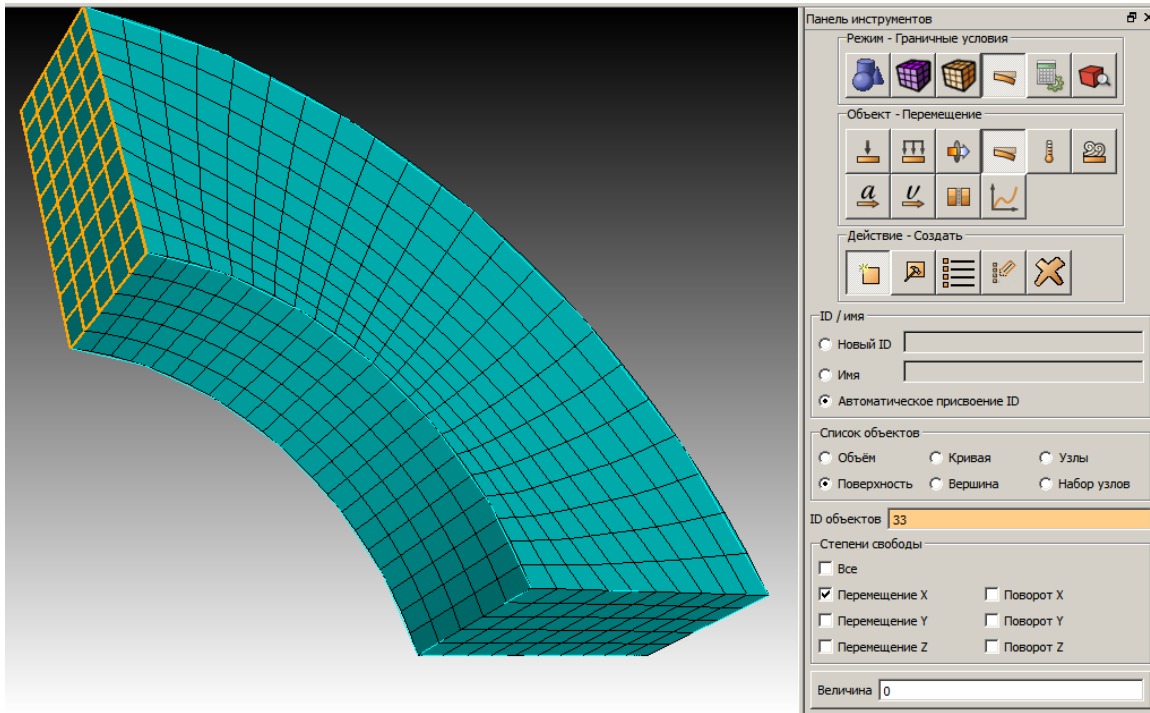 Панель инструментов
Режим - Граничные условия
Объект - Перемещение
a v
Действие - Создать
ID / имя
Новый ID
Имя
Автоматическое присвоение ID
Список объектов
Объём Кривая Узлы
Поверхность Вершина Набор узлов
ID объектов 33
Степени свободы
Все
Перемещение X Поворот X
Перемещение Y Поворот Y
Перемещение Z Поворот Z
Величина 0